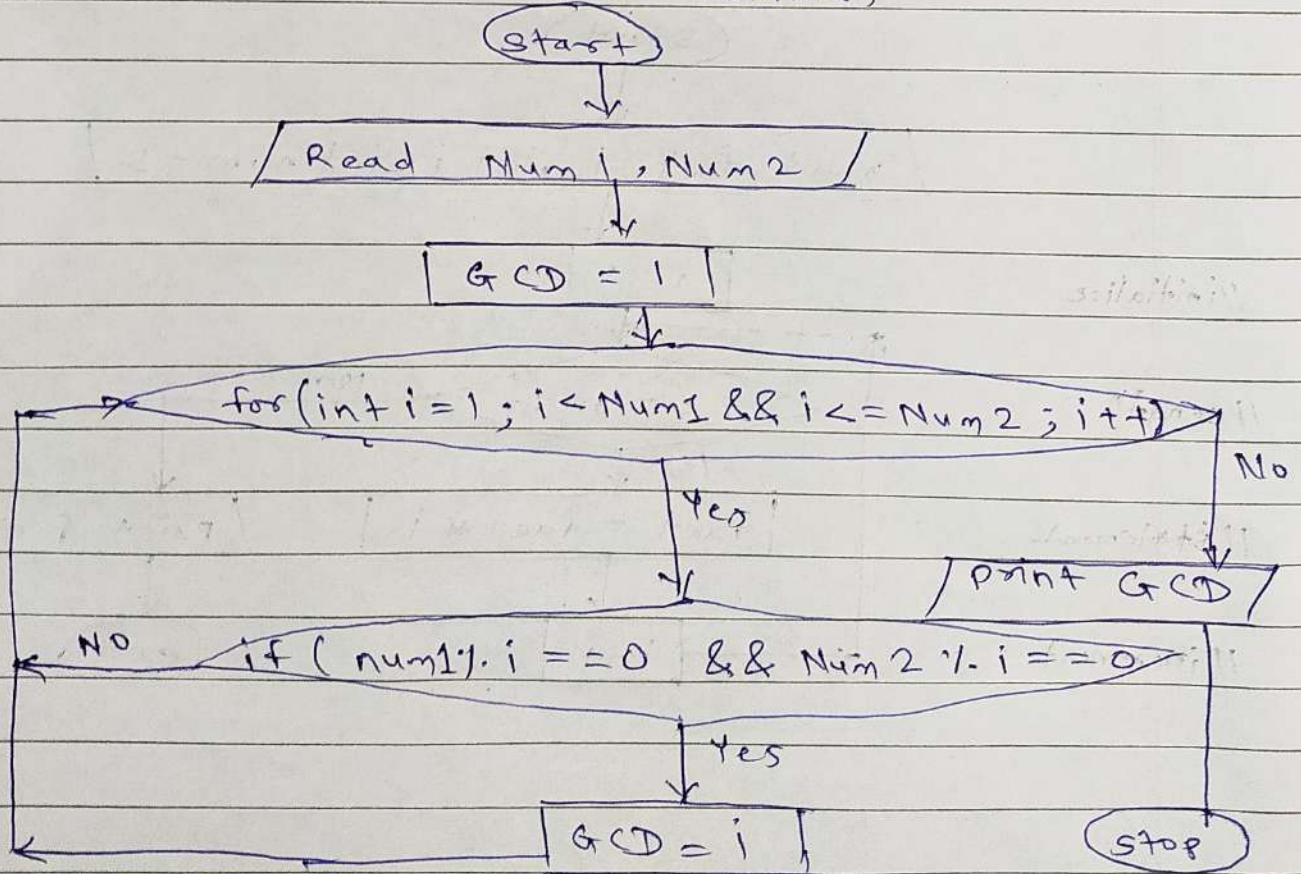 Start
Read Num1, Num2
GCD = 1
for(int i=1; i<Num1 && i<=Num2; i++)
No
Yes
print GCD
NO
if ( num1%i ==0 && Num2 % i ==0
Yes
GCD = i
Stop